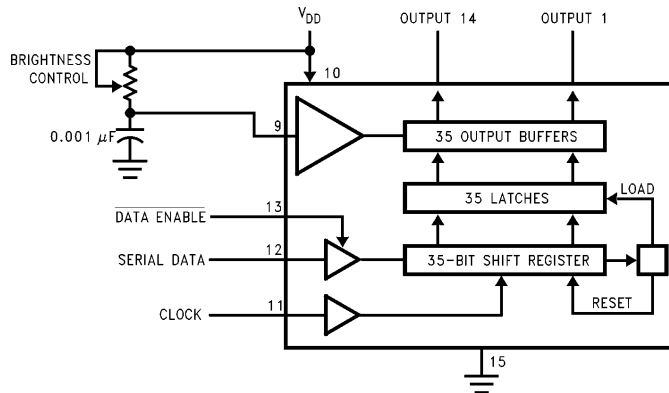 V_DD
OUTPUT 14
OUTPUT 1
BRIGHTNESS
CONTROL
10
0.001 μF
9
35 OUTPUT BUFFERS
35 LATCHES
LOAD
DATA ENABLE
13
SERIAL DATA
12
35-BIT SHIFT REGISTER
CLOCK
11
RESET
15